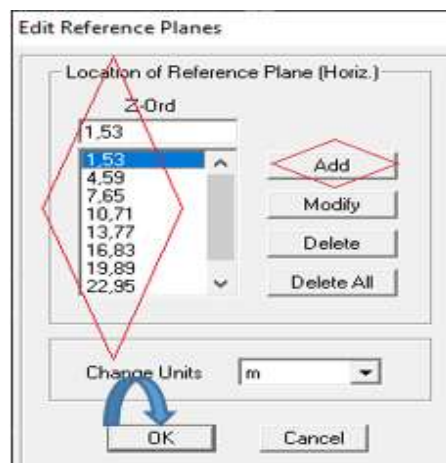 Edit Reference Planes
Location of Reference Plane (Horiz.)
Z-Ord
1,53
1,53
4,59
7,65
10,71
13,77
16,83
19,89
22,95
Add
Modify
Delete
Delete All
Change Units
m
OK
Cancel